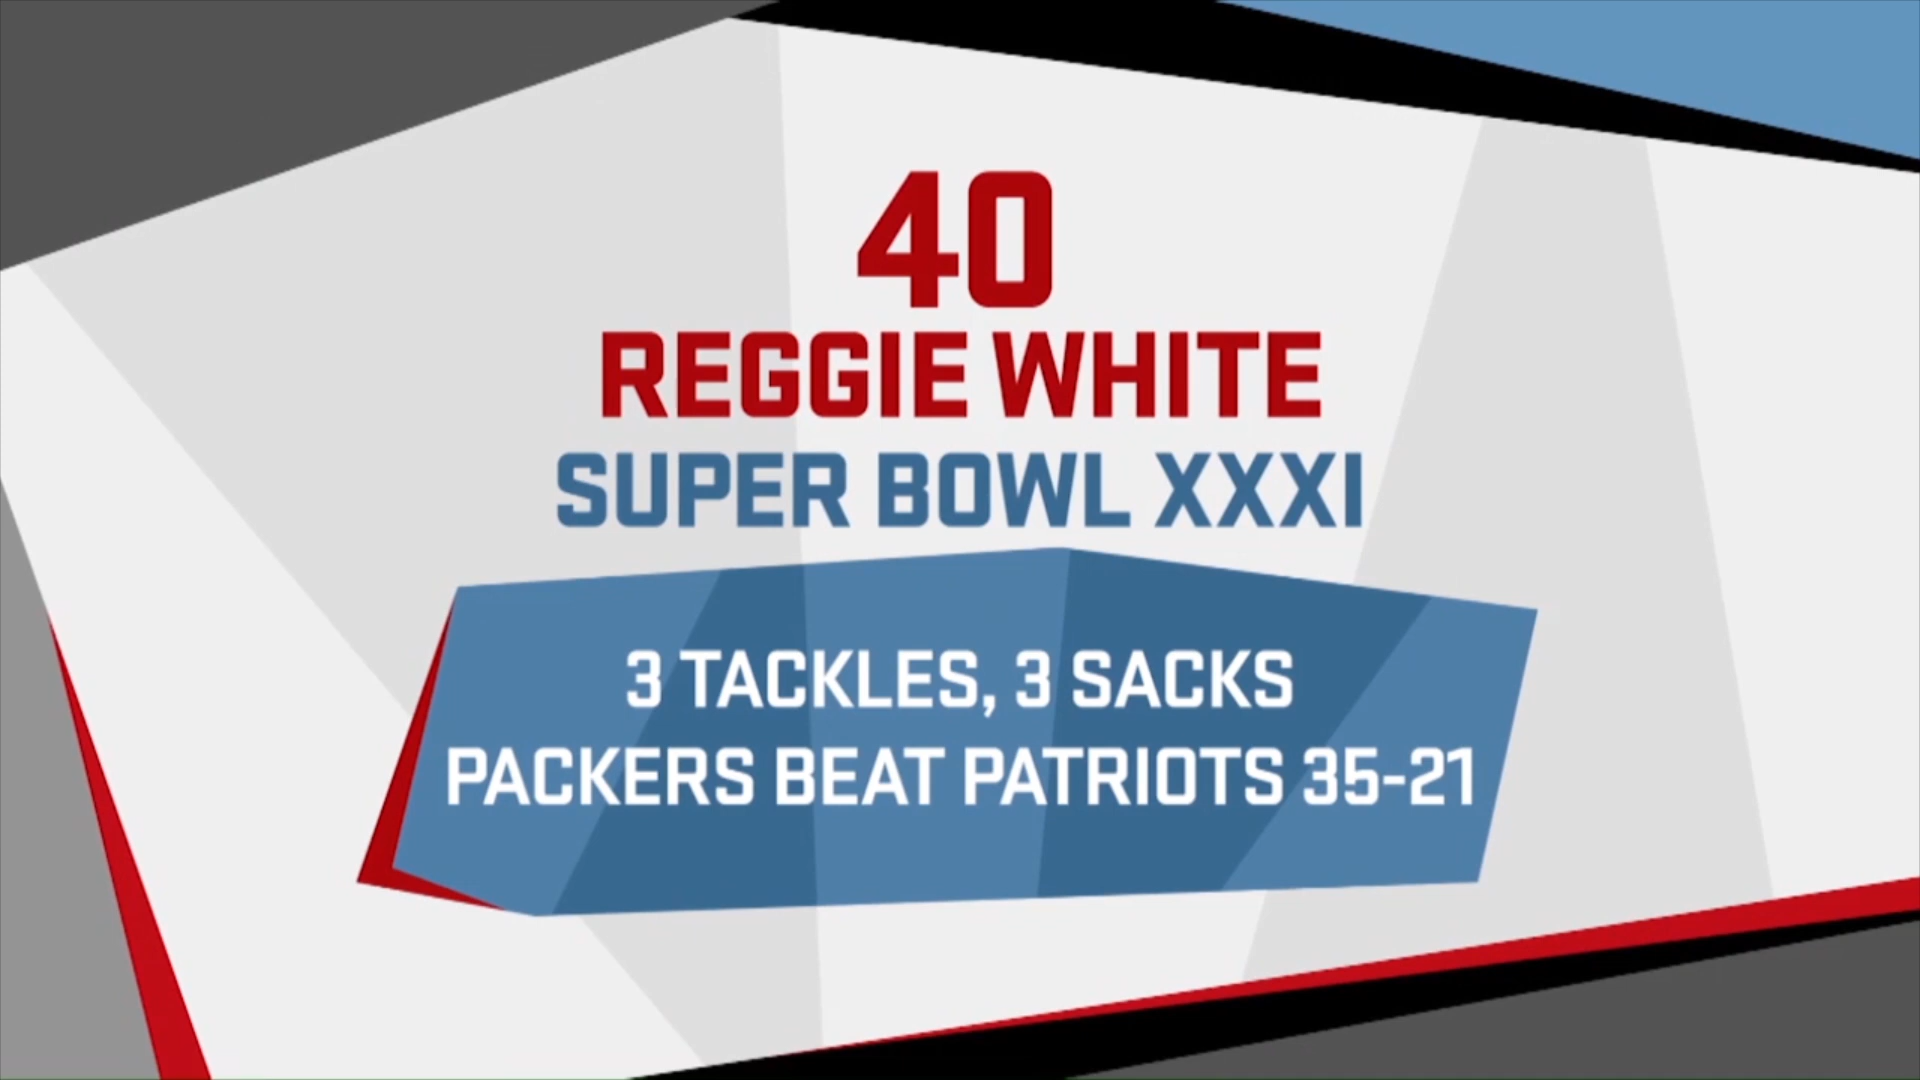 40
REGGIE WHITE
SUPER BOWL XXXI
3 TACKLES, 3 SACKS
PACKERS BEAT PATRIOTS 35-21